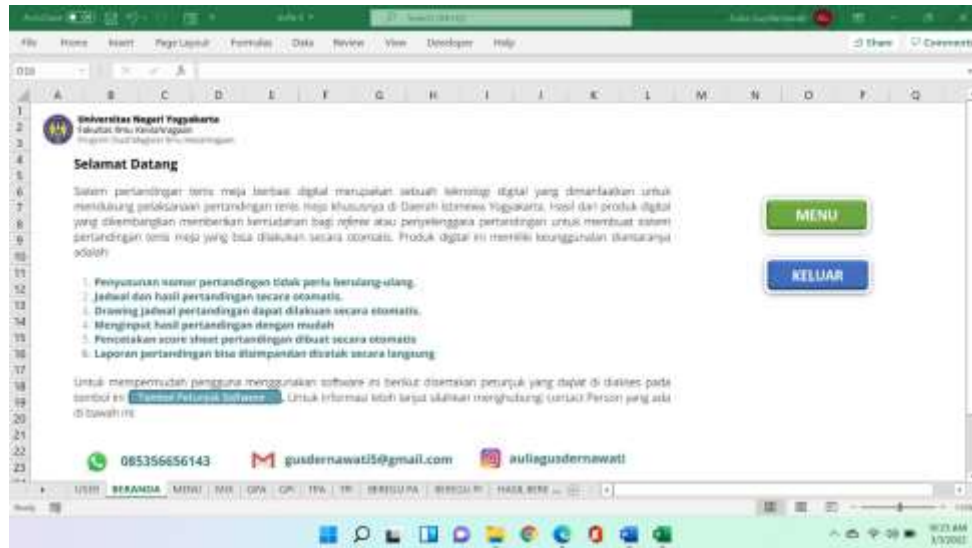 File Home Insert Page Layout Formulas Data Review View Developer Help Share Comments
A B C D E F G H I J K L M N O P Q
Universitas Negeri Yogyakarta
Fakultas Ilmu Keolahragaan
Selamat Datang
Sistem pertandingan tenis meja berbasi digital merupakan sebuah teknologi digital yang dimanfaatkan untuk
mendukung pelaksanaan pertandingan tenis meja khususnya di Daerah Istimewa Yogyakarta. Hasil dari produk digital
yang dikembangkan memberikan kemudahan bagi referee atau penyelenggara pertandingan untuk membuat sistem
pertandingan tenis meja yang bisa dilakukan secara otomatis. Produk digital ini memiliki keunggulan diantaranya
adalah:
MENU
KELUAR
1. Penyusunan nomor pertandingan tidak perlu berulang-ulang.
2. Jadwal dan hasil pertandingan secara otomatis.
3. Drawing jadwal pertandingan dapat dilakuan secara otomatis.
4. Menginput hasil pertandingan dengan mudah
5. Pencetakan score sheet pertandingan dibuat secara otomatis
6. Laporan pertandingan bisa disimpandan dicetak secara langsung
Untuk mempermudah pengguna menggunakan software ini berikut disertakan petunjuk yang dapat di diakses pada
tombol ini Tombol Petunjuk Software . Untuk informasi lebih lanjut silahkan menghubungi contact Person yang ada
di bawah ini:
085356656143 gusdernawati5@gmail.com auliagusdernawati
USER BERANDA MENU
3/3/2022